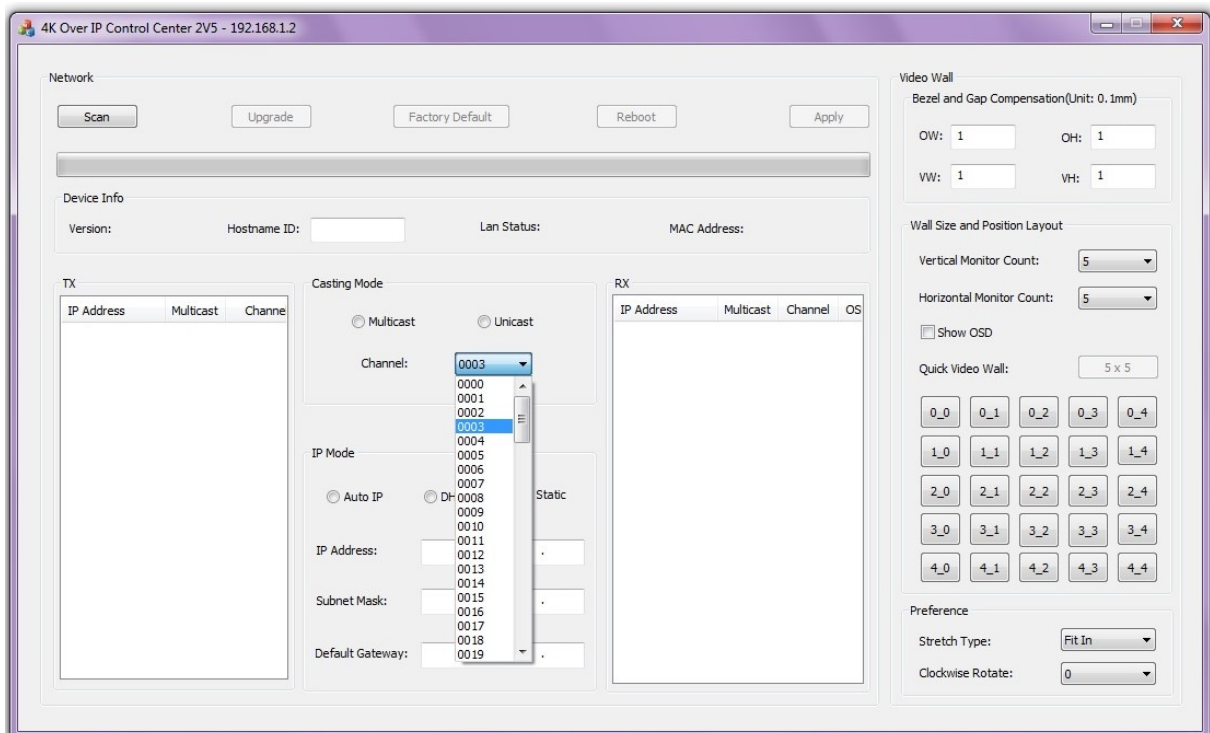 4K Over IP Control Center 2V5 - 192.168.1.2
Network
Scan Upgrade Factory Default Reboot Apply
Device Info
Version: Hostname ID: Lan Status: MAC Address:
TX
IP Address Multicast Channe
Casting Mode
Multicast Unicast
Channel: 0003
0000
0001
0002
0003
0004
0005
0006
0007
0008
0009
0010
0011
0012
0013
0014
0015
0016
0017
0018
0019
IP Mode
Auto IP DH Static
IP Address: .
Subnet Mask: .
Default Gateway: .
RX
IP Address Multicast Channel OS
Video Wall
Bezel and Gap Compensation(Unit: 0.1mm)
OW: 1 OH: 1
VW: 1 VH: 1
Wall Size and Position Layout
Vertical Monitor Count: 5
Horizontal Monitor Count: 5
Show OSD
Quick Video Wall: 5 x 5
0_0 0_1 0_2 0_3 0_4
1_0 1_1 1_2 1_3 1_4
2_0 2_1 2_2 2_3 2_4
3_0 3_1 3_2 3_3 3_4
4_0 4_1 4_2 4_3 4_4
Preference
Stretch Type: Fit In
Clockwise Rotate: 0